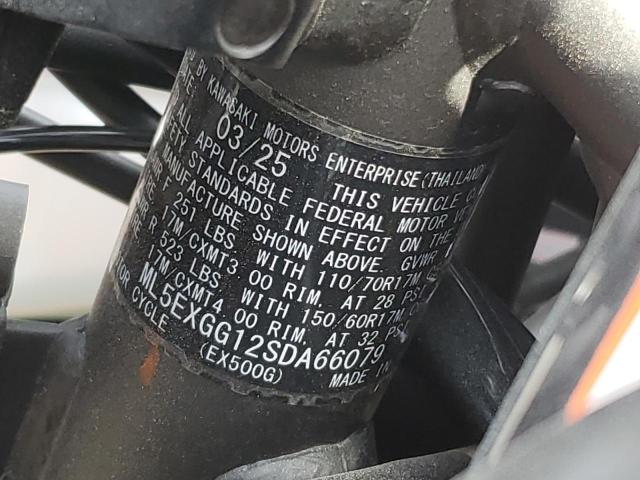 BY KAWASAKI MOTORS ENTERPRISE (THAILAND)
DATE: 03/25 THIS VEHICLE
ALL APPLICABLE FEDERAL MOTOR
SAFETY STANDARDS IN EFFECT ON THE
MANUFACTURE SHOWN ABOVE. GVWR
F 251 LBS WITH 110/70R17M
17M/CXMT3.00 RIM. AT 28 PSI
R 523 LBS WITH 150/60R17M
17M/CXMT4.00 RIM. AT 32 PSI
ML5EXGG12SDA66079
CYCLE (EX500G) MADE IN